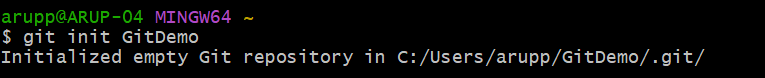 arupp@ARUP-04 MINGW64 ~
$ git init GitDemo
Initialized empty Git repository in C:/Users/arupp/GitDemo/.git/